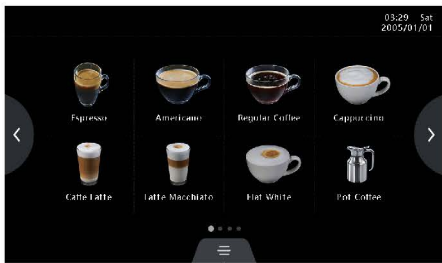 03:29 Sat
2005/01/01
Espresso Americano Regular Coffee Cappuccino
Caffe Latte Latte Macchiato Flat White Pot Coffee